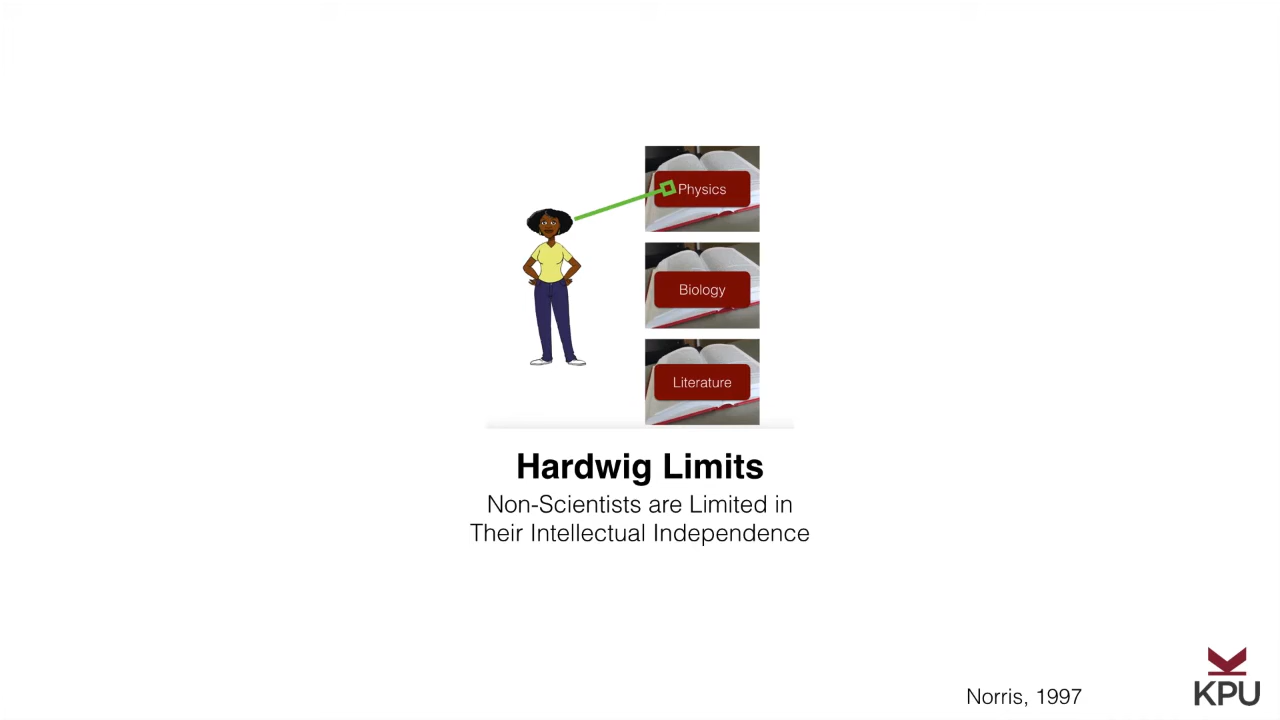 Physics
Biology
Literature
Hardwig Limits
Non-Scientists are Limited in
Their Intellectual Independence
Norris, 1997
KPU